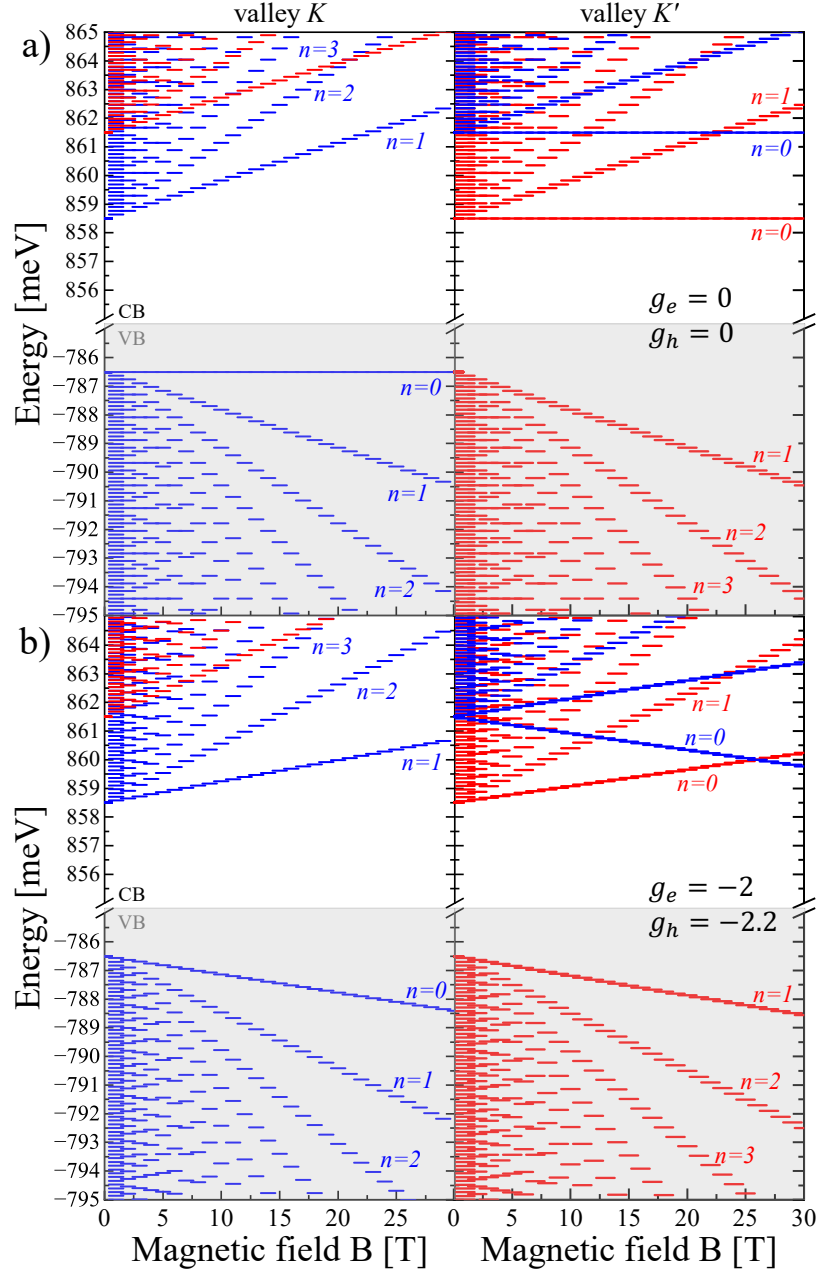 valley K valley K′
a)
865
864
863
862
861
860
859
858
857
856
n=3
n=2
n=1
n=1
n=0
n=0
g_e = 0
CB
VB
g_h = 0
Energy [meV]
Energy [meV]
−786
−787
−788
−789
−790
−791
−792
−793
−794
−795
n=0
n=1
n=2
n=1
n=2
n=3
b)
864
863
862
861
860
859
858
857
856
n=3
n=2
n=1
n=1
n=0
n=0
g_e = −2
CB
VB
g_h = −2.2
Energy [meV]
Energy [meV]
−786
−787
−788
−789
−790
−791
−792
−793
−794
−795
n=0
n=1
n=2
n=1
n=2
n=3
0 5 10 15 20 25 0 5 10 15 20 25 30
Magnetic field B [T] Magnetic field B [T]